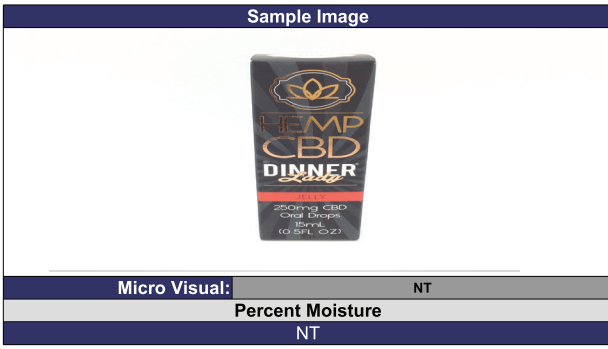 Sample Image
HEMP
CBD
DINNER
Lady
JELLY
250mg CBD
Oral Drops
15mL
(0.5FL OZ)
Micro Visual: NT
Percent Moisture
NT